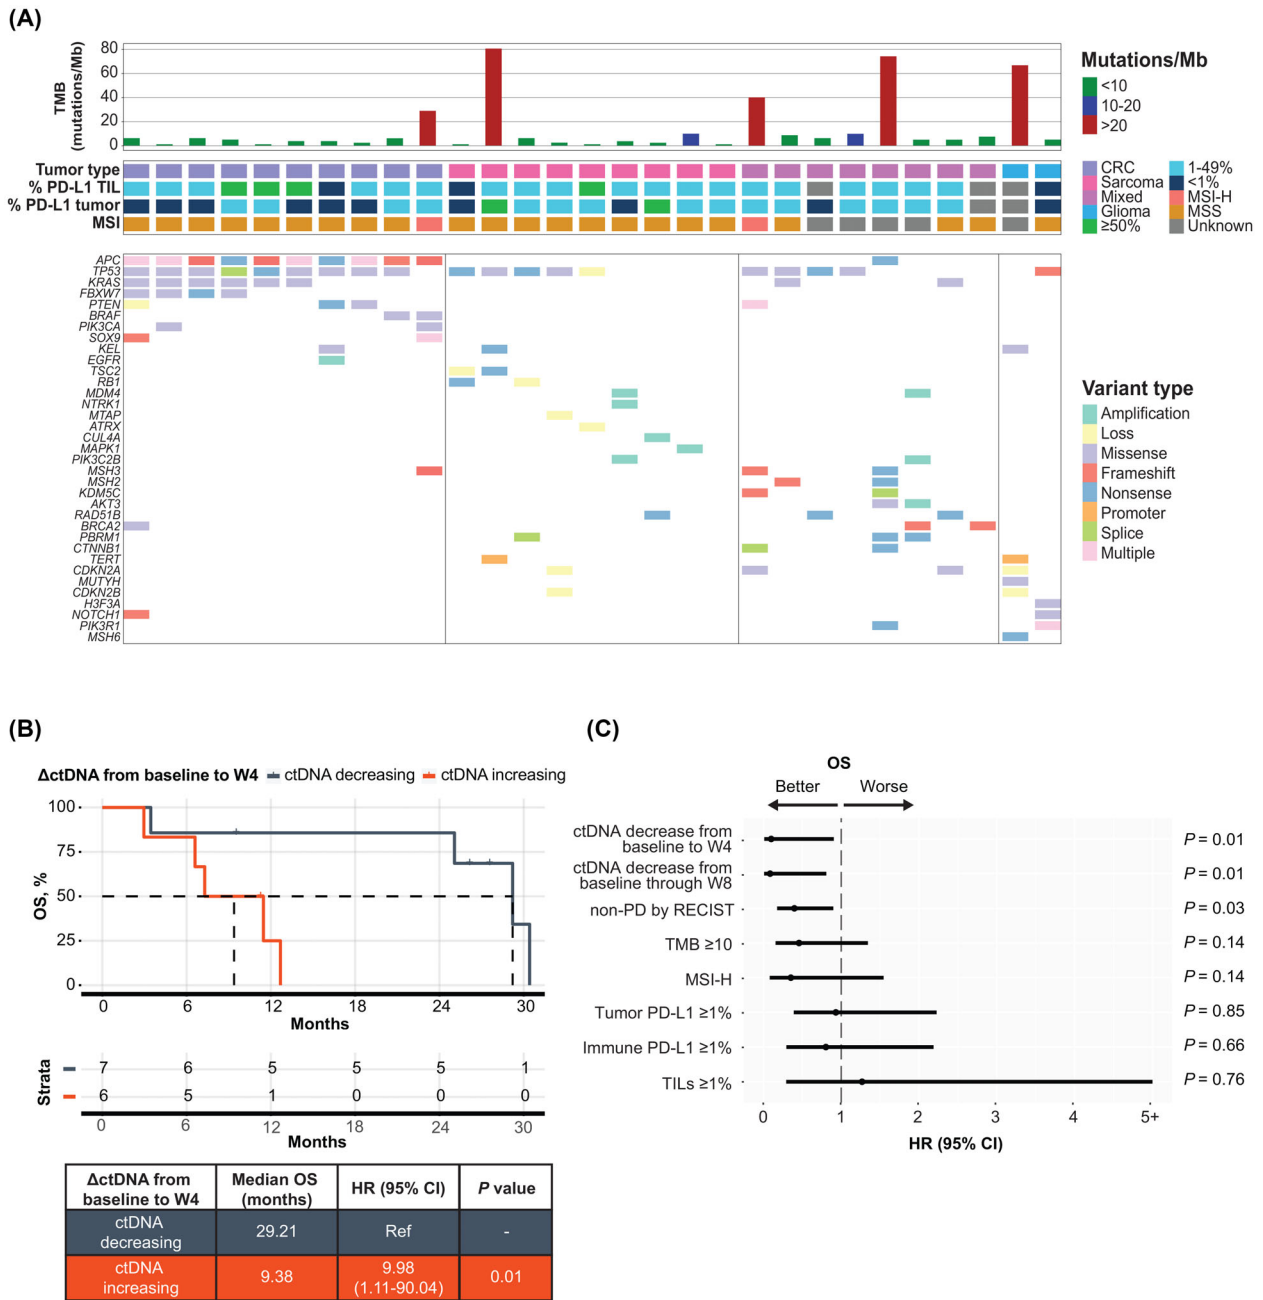 (A)
TMB
(mutations/Mb)
80
60
40
20
0
Mutations/Mb
<10
10-20
>20
Tumor type
% PD-L1 TIL
% PD-L1 tumor
MSI
CRC
Sarcoma
Mixed
Glioma
≥50%
1-49%
<1%
MSI-H
MSS
Unknown
APC
TP53
KRAS
FBXW7
PTEN
BRAF
PIK3CA
SOX9
KEL
EGFR
TSC2
RB1
MDM4
NTRK1
MTAP
ATRX
CUL4A
MAPK1
PIK3C2B
MSH3
MSH2
KDM5C
AKT3
RAD51B
BRCA2
PBRM1
CTNNB1
TERT
CDKN2A
MUTYH
CDKN2B
H3F3A
NOTCH1
PIK3R1
MSH6
Variant type
Amplification
Loss
Missense
Frameshift
Nonsense
Promoter
Splice
Multiple
(B)
ΔctDNA from baseline to W4 ctDNA decreasing ctDNA increasing
OS, %
100
75
50
25
0
0 6 12 18 24 30
Months
Strata
7 6 5 5 5 1
6 5 1 0 0 0
0 6 12 18 24 30
Months
ΔctDNA from
baseline to W4
Median OS
(months)
HR (95% CI)
P value
ctDNA
decreasing
29.21
Ref
-
ctDNA
increasing
9.38
9.98
(1.11-90.04)
0.01
(C)
OS
Better Worse
ctDNA decrease from
baseline to W4
P = 0.01
ctDNA decrease from
baseline through W8
P = 0.01
non-PD by RECIST
P = 0.03
TMB ≥10
P = 0.14
MSI-H
P = 0.14
Tumor PD-L1 ≥1%
P = 0.85
Immune PD-L1 ≥1%
P = 0.66
TILs ≥1%
P = 0.76
0 1 2 3 4 5+
HR (95% CI)